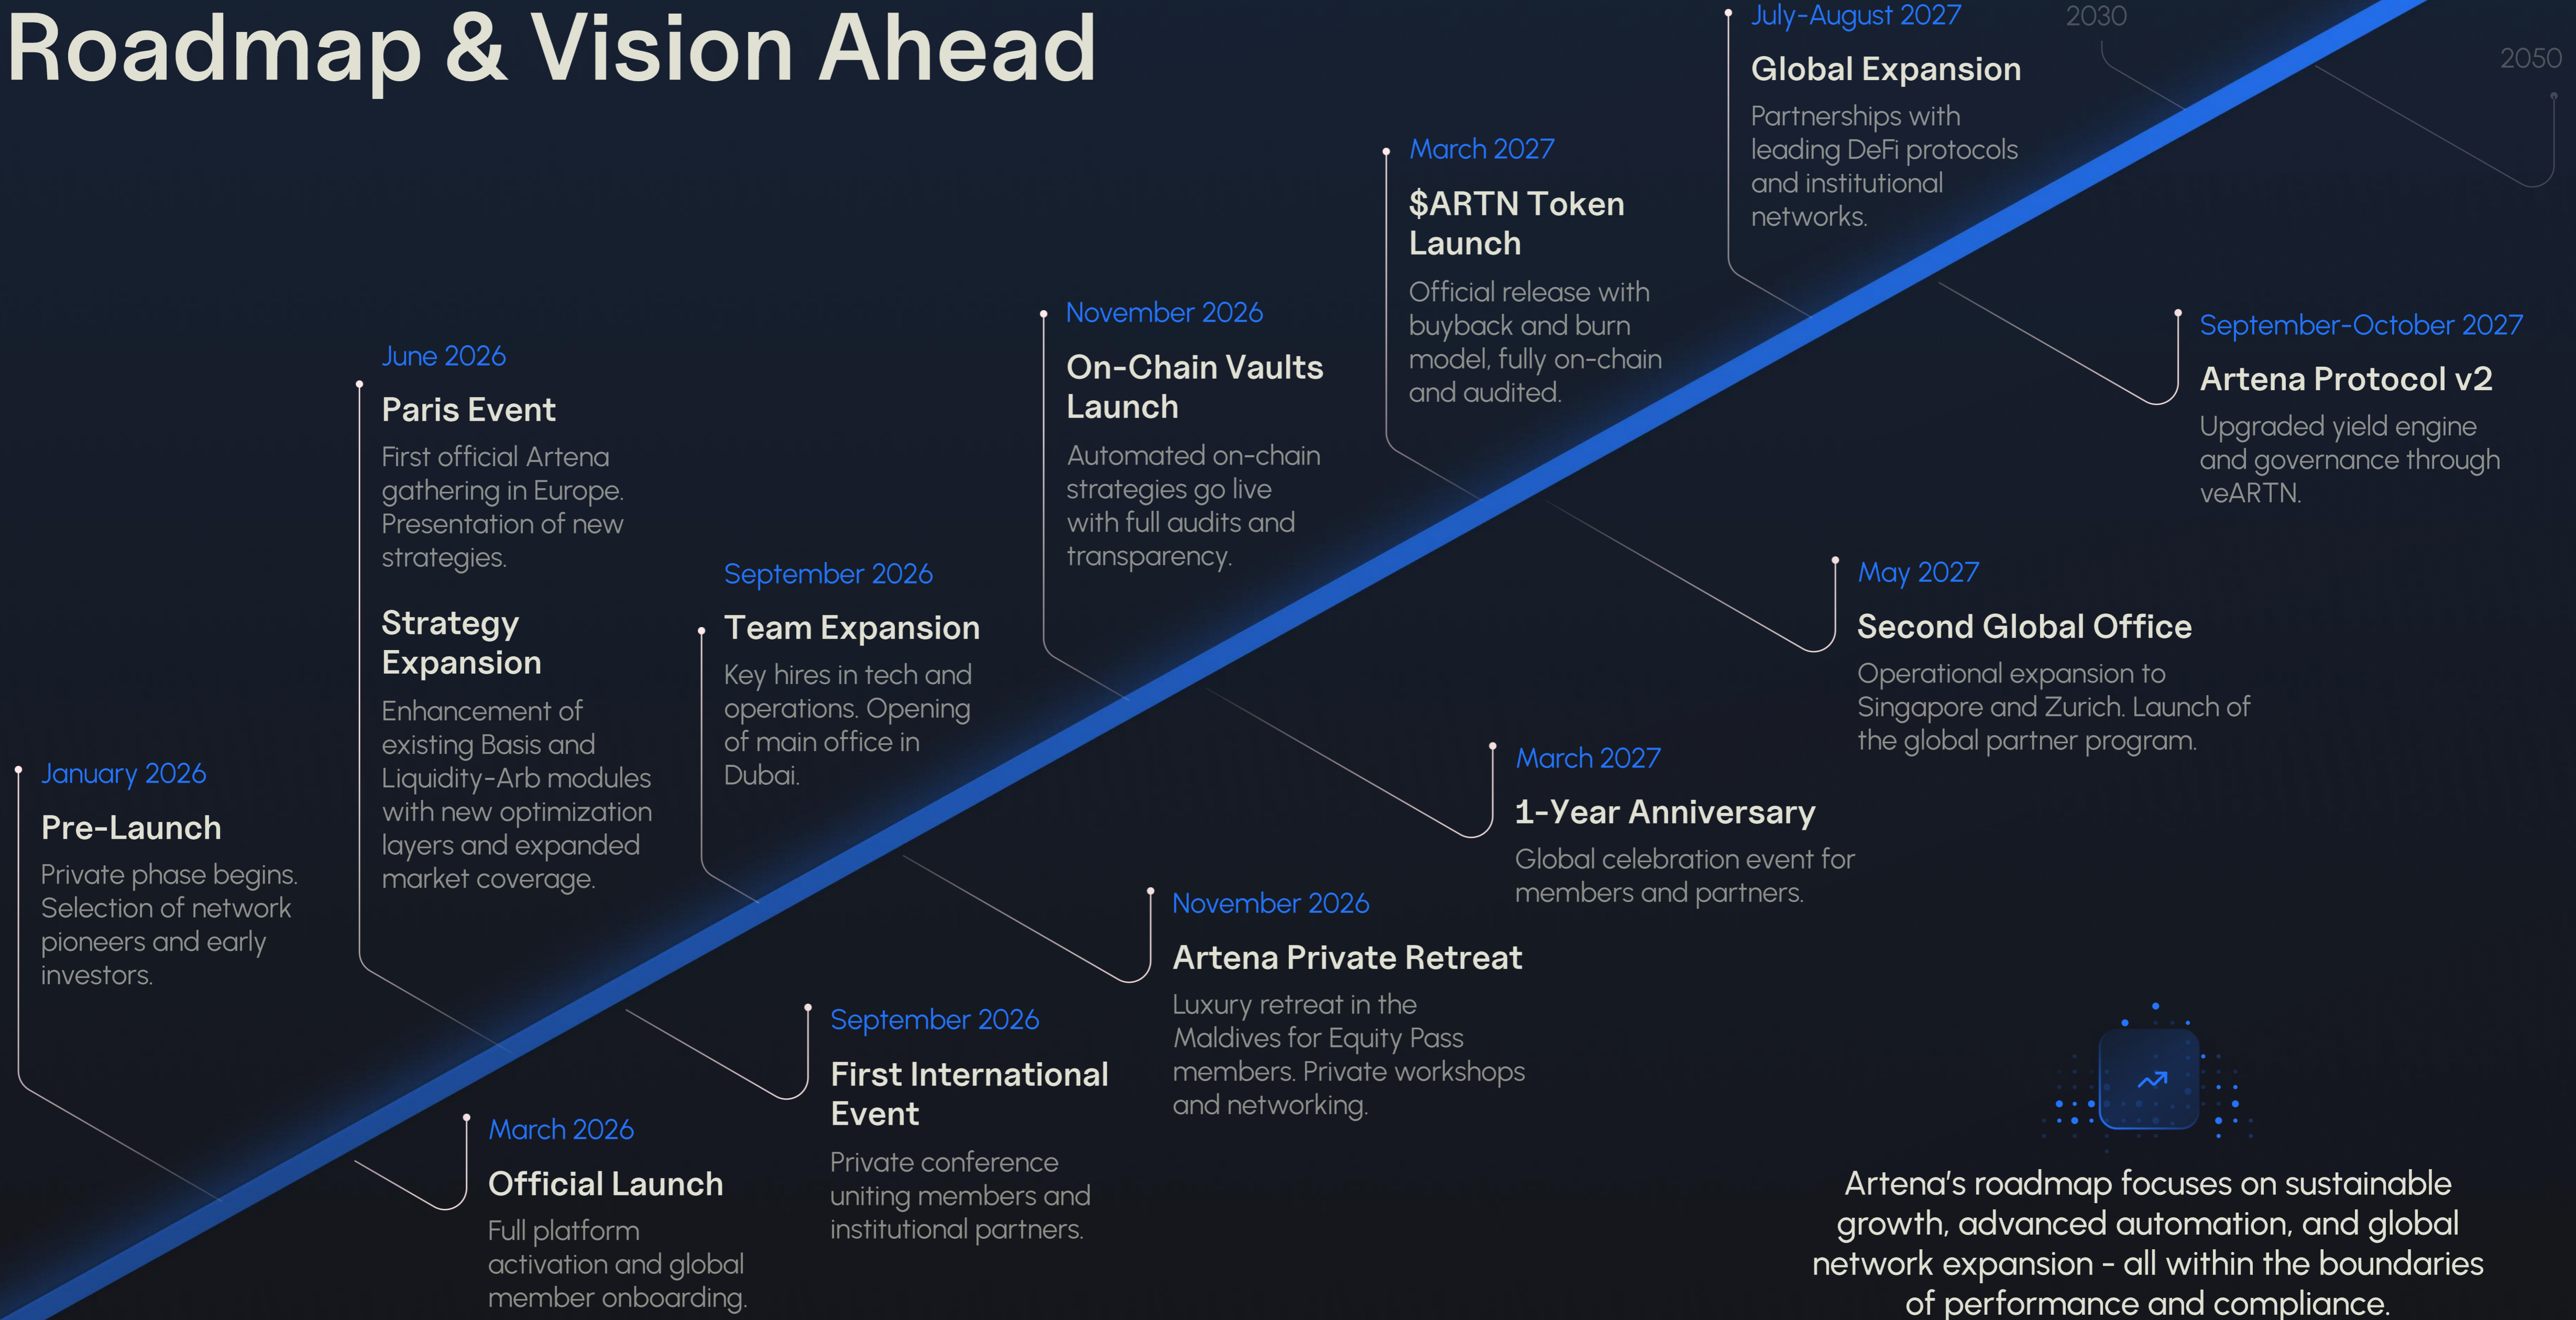 Roadmap & Vision Ahead
January 2026
Pre-Launch
Private phase begins.
Selection of network
pioneers and early
investors.
March 2026
Official Launch
Full platform
activation and global
member onboarding.
June 2026
Paris Event
First official Artena
gathering in Europe.
Presentation of new
strategies.
Strategy
Expansion
Enhancement of
existing Basis and
Liquidity-Arb modules
with new optimization
layers and expanded
market coverage.
September 2026
First International
Event
Private conference
uniting members and
institutional partners.
September 2026
Team Expansion
Key hires in tech and
operations. Opening
of main office in
Dubai.
November 2026
Artena Private Retreat
Luxury retreat in the
Maldives for Equity Pass
members. Private workshops
and networking.
November 2026
On-Chain Vaults
Launch
Automated on-chain
strategies go live
with full audits and
transparency.
March 2027
1-Year Anniversary
Global celebration event for
members and partners.
March 2027
$ARTN Token
Launch
Official release with
buyback and burn
model, fully on-chain
and audited.
May 2027
Second Global Office
Operational expansion to
Singapore and Zurich. Launch of
the global partner program.
July-August 2027
Global Expansion
Partnerships with
leading DeFi protocols
and institutional
networks.
September-October 2027
Artena Protocol v2
Upgraded yield engine
and governance through
veARTN.
2030
2050
Artena's roadmap focuses on sustainable
growth, advanced automation, and global
network expansion - all within the boundaries
of performance and compliance.